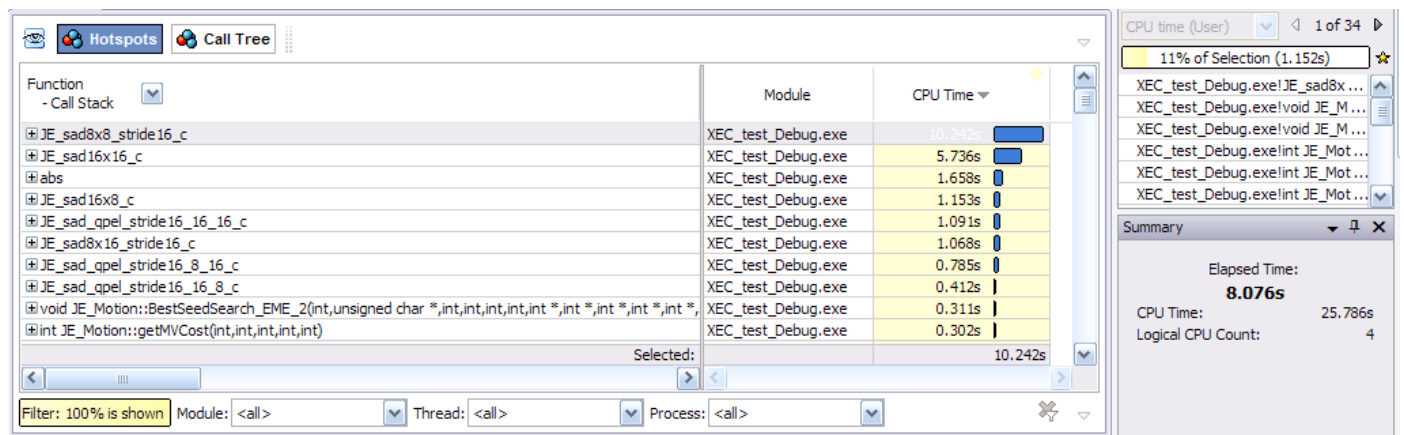 Hotspots Call Tree
Function
- Call Stack
Module
CPU Time
JE_sad8x8_stride16_c XEC_test_Debug.exe 10.242s
JE_sad16x16_c XEC_test_Debug.exe 5.736s
abs XEC_test_Debug.exe 1.658s
JE_sad16x8_c XEC_test_Debug.exe 1.153s
JE_sad_qpel_stride16_16_16_c XEC_test_Debug.exe 1.091s
JE_sad8x16_stride16_c XEC_test_Debug.exe 1.068s
JE_sad_qpel_stride16_8_16_c XEC_test_Debug.exe 0.785s
JE_sad_qpel_stride16_16_8_c XEC_test_Debug.exe 0.412s
void JE_Motion::BestSeedSearch_EME_2(int,unsigned char *,int,int,int,int,int *,int *,int *,int *,int *, XEC_test_Debug.exe 0.311s
int JE_Motion::getMVCost(int,int,int,int,int) XEC_test_Debug.exe 0.302s
Selected: 10.242s
Filter: 100% is shown Module: <all> Thread: <all> Process: <all>
CPU time (User) 1 of 34
11% of Selection (1.152s)
XEC_test_Debug.exe!JE_sad8x ...
XEC_test_Debug.exe!void JE_M ...
XEC_test_Debug.exe!void JE_M ...
XEC_test_Debug.exe!int JE_Mot...
XEC_test_Debug.exe!int JE_Mot...
XEC_test_Debug.exe!int JE_Mot...
Summary
Elapsed Time:
8.076s
CPU Time: 25.786s
Logical CPU Count: 4